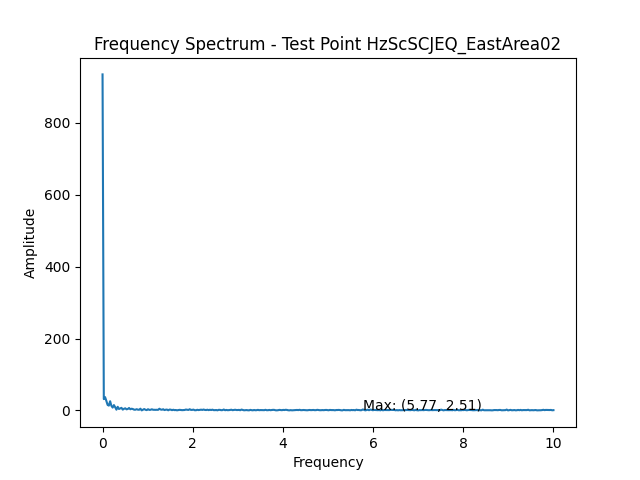 Frequency Spectrum - Test Point HzScSCJEQ_EastArea02
Amplitude
800
600
400
200
0
Max: (5.77, 2.51)
0 2 4 6 8 10
Frequency